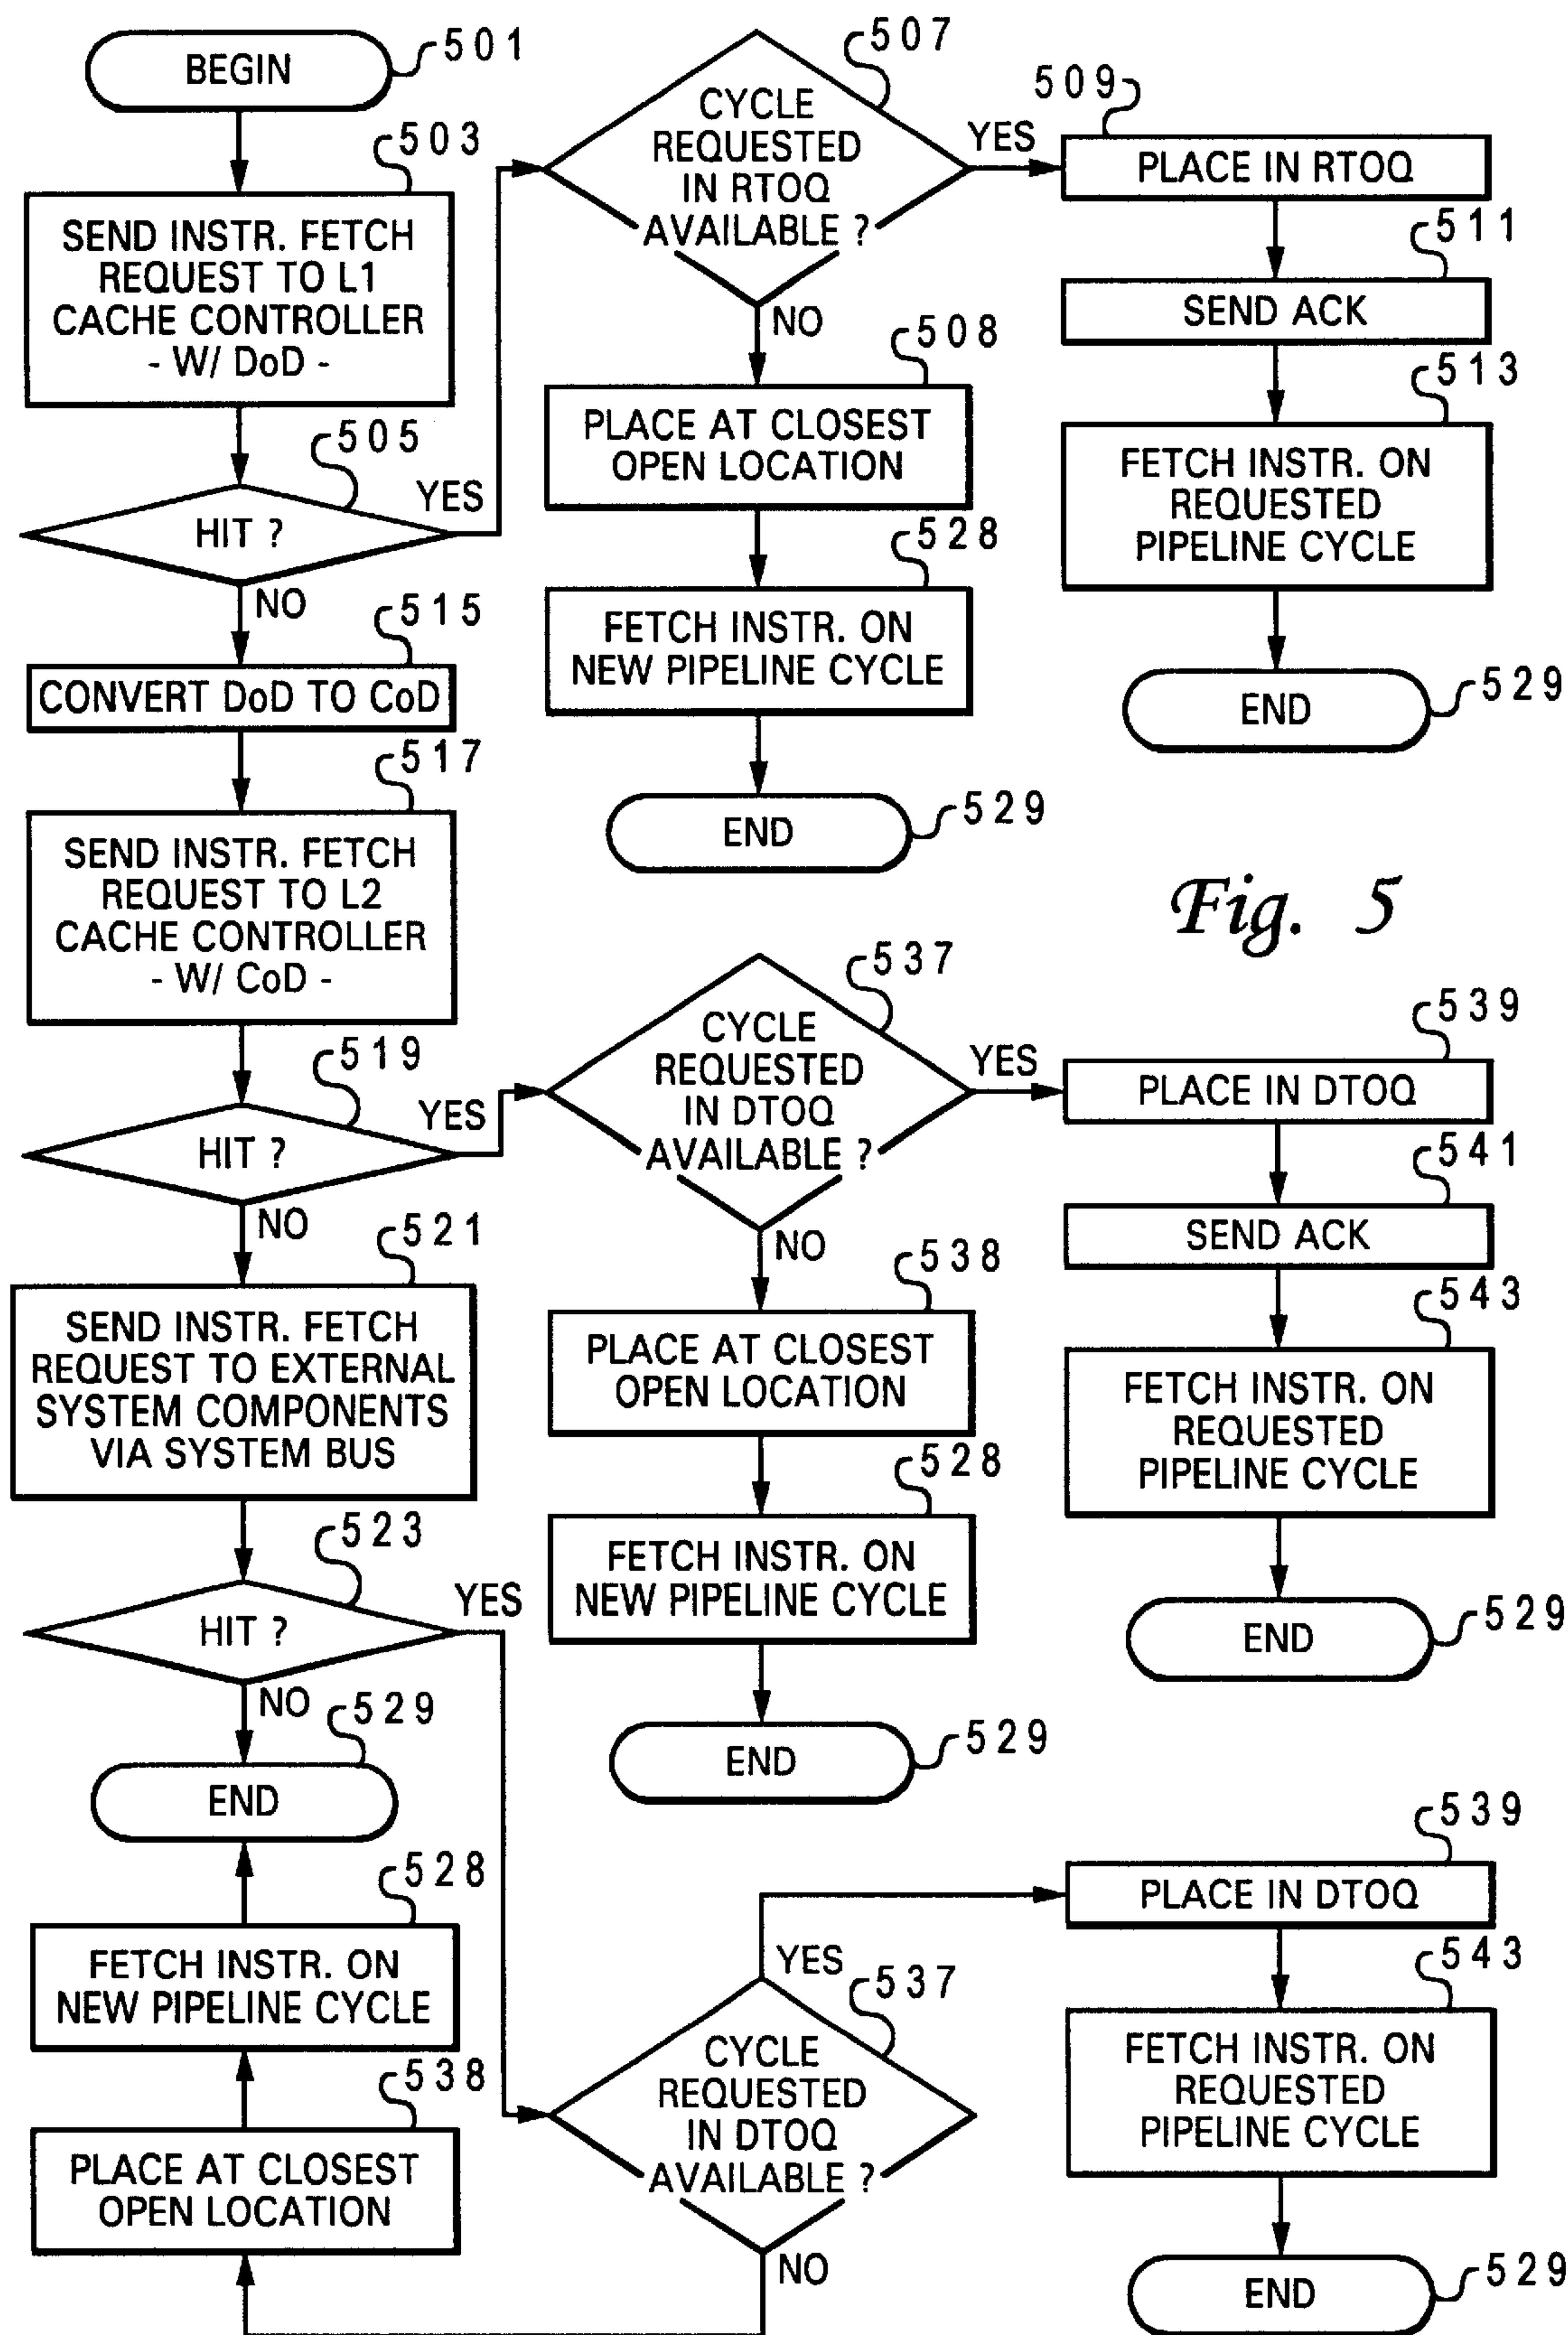 BEGIN
501
503
SEND INSTR. FETCH
REQUEST TO L1
CACHE CONTROLLER
- W/ DoD -
505
HIT ?
YES
NO
515
CONVERT DoD TO CoD
517
SEND INSTR. FETCH
REQUEST TO L2
CACHE CONTROLLER
- W/ CoD -
519
HIT ?
YES
NO
521
SEND INSTR. FETCH
REQUEST TO EXTERNAL
SYSTEM COMPONENTS
VIA SYSTEM BUS
523
HIT ?
YES
NO
529
END
528
FETCH INSTR. ON
NEW PIPELINE CYCLE
538
PLACE AT CLOSEST
OPEN LOCATION
507
CYCLE
REQUESTED
IN RTOQ
AVAILABLE ?
YES
NO
508
PLACE AT CLOSEST
OPEN LOCATION
528
FETCH INSTR. ON
NEW PIPELINE CYCLE
END
529
509
PLACE IN RTOQ
511
SEND ACK
513
FETCH INSTR. ON
REQUESTED
PIPELINE CYCLE
END
529
Fig. 5
537
CYCLE
REQUESTED
IN DTOQ
AVAILABLE ?
YES
NO
538
PLACE AT CLOSEST
OPEN LOCATION
528
FETCH INSTR. ON
NEW PIPELINE CYCLE
END
529
539
PLACE IN DTOQ
541
SEND ACK
543
FETCH INSTR. ON
REQUESTED
PIPELINE CYCLE
END
529
YES
537
CYCLE
REQUESTED
IN DTOQ
AVAILABLE ?
NO
539
PLACE IN DTOQ
543
FETCH INSTR. ON
REQUESTED
PIPELINE CYCLE
END
529